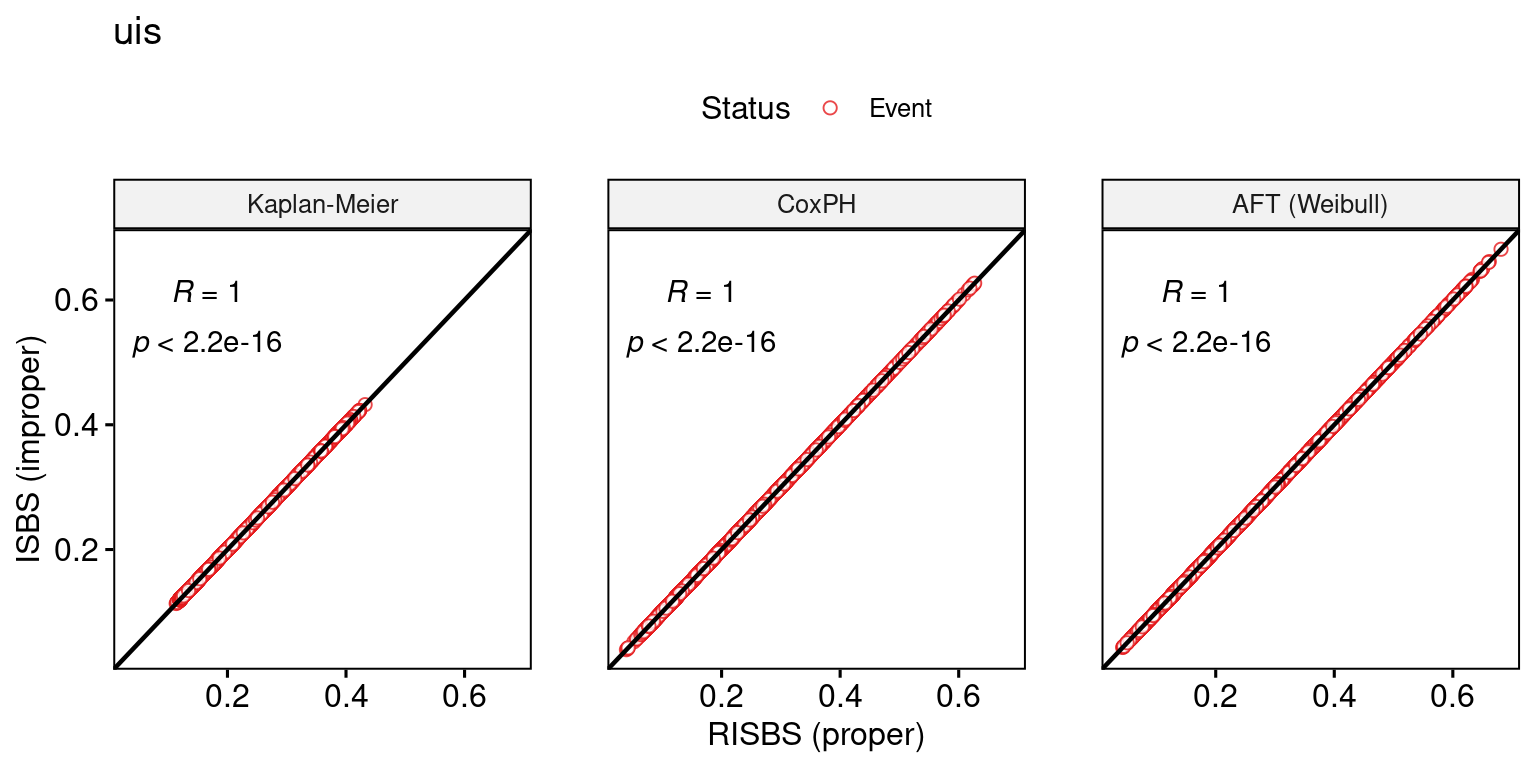 uis
Status Event
Kaplan-Meier CoxPH AFT (Weibull)
R = 1 R = 1 R = 1
p < 2.2e-16 p < 2.2e-16 p < 2.2e-16
ISBS (improper)
0.6
0.4
0.2
0.2 0.4 0.6 0.2 0.4 0.6 0.2 0.4 0.6
RISBS (proper)